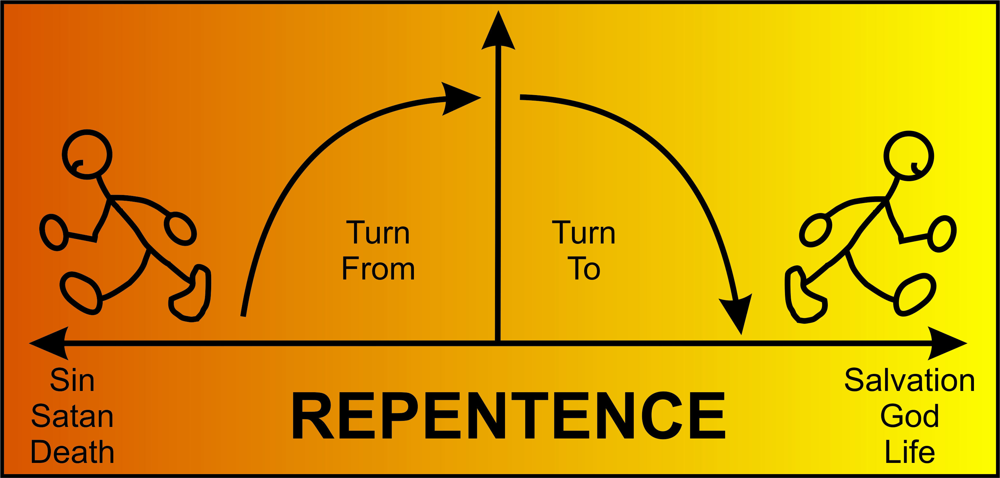 Turn
From
Turn
To
Sin
Satan
Death
REPENTENCE
Salvation
God
Life